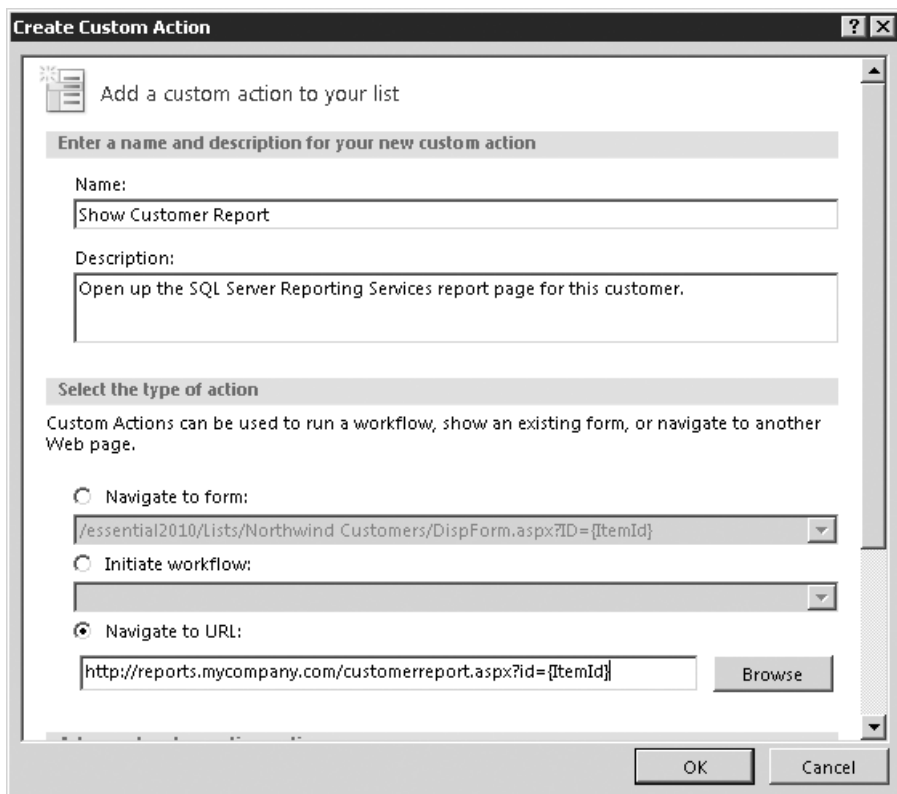 Create Custom Action
Add a custom action to your list
Enter a name and description for your new custom action
Name:
Show Customer Report
Description:
Open up the SQL Server Reporting Services report page for this customer.
Select the type of action
Custom Actions can be used to run a workflow, show an existing form, or navigate to another
Web page.
Navigate to form:
/essential2010/Lists/Northwind Customers/DispForm.aspx?ID={ItemId}
Initiate workflow:
Navigate to URL:
http://reports.mycompany.com/customerreport.aspx?id={ItemId}
Browse
OK
Cancel